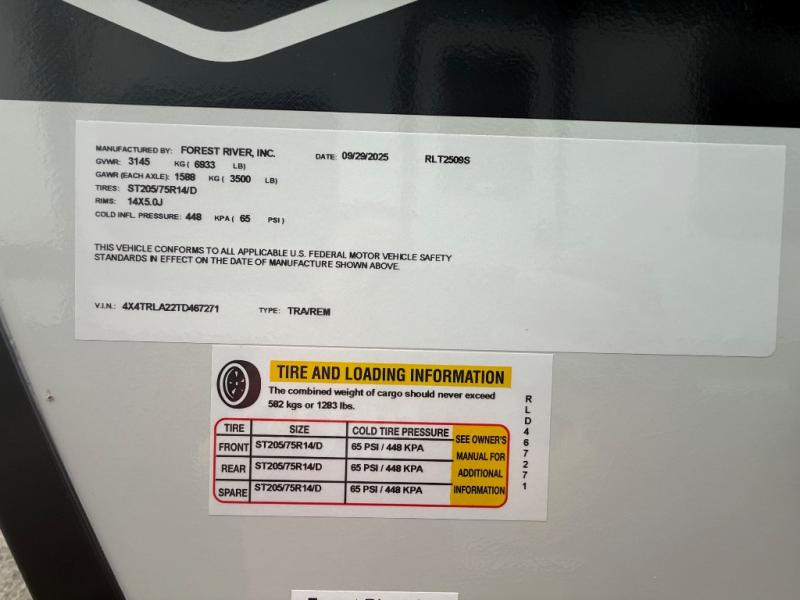 MANUFACTURED BY: FOREST RIVER, INC. DATE: 09/29/2025 RLT2509S
GVWR: 3145 KG ( 6933 LB)
GAWR (EACH AXLE): 1588 KG ( 3500 LB)
TIRES: ST205/75R14/D
RIMS: 14X5.0J
COLD INFL. PRESSURE: 448 KPA ( 65 PSI )
THIS VEHICLE CONFORMS TO ALL APPLICABLE U.S. FEDERAL MOTOR VEHICLE SAFETY
STANDARDS IN EFFECT ON THE DATE OF MANUFACTURE SHOWN ABOVE.
V.I.N.: 4X4TRLA22TD467271 TYPE: TRA/REM
TIRE AND LOADING INFORMATION
The combined weight of cargo should never exceed
582 kgs or 1283 lbs.
TIRE SIZE COLD TIRE PRESSURE
FRONT ST205/75R14/D 65 PSI / 448 KPA
REAR ST205/75R14/D 65 PSI / 448 KPA
SPARE ST205/75R14/D 65 PSI / 448 KPA
SEE OWNER'S
MANUAL FOR
ADDITIONAL
INFORMATION
RLD467271